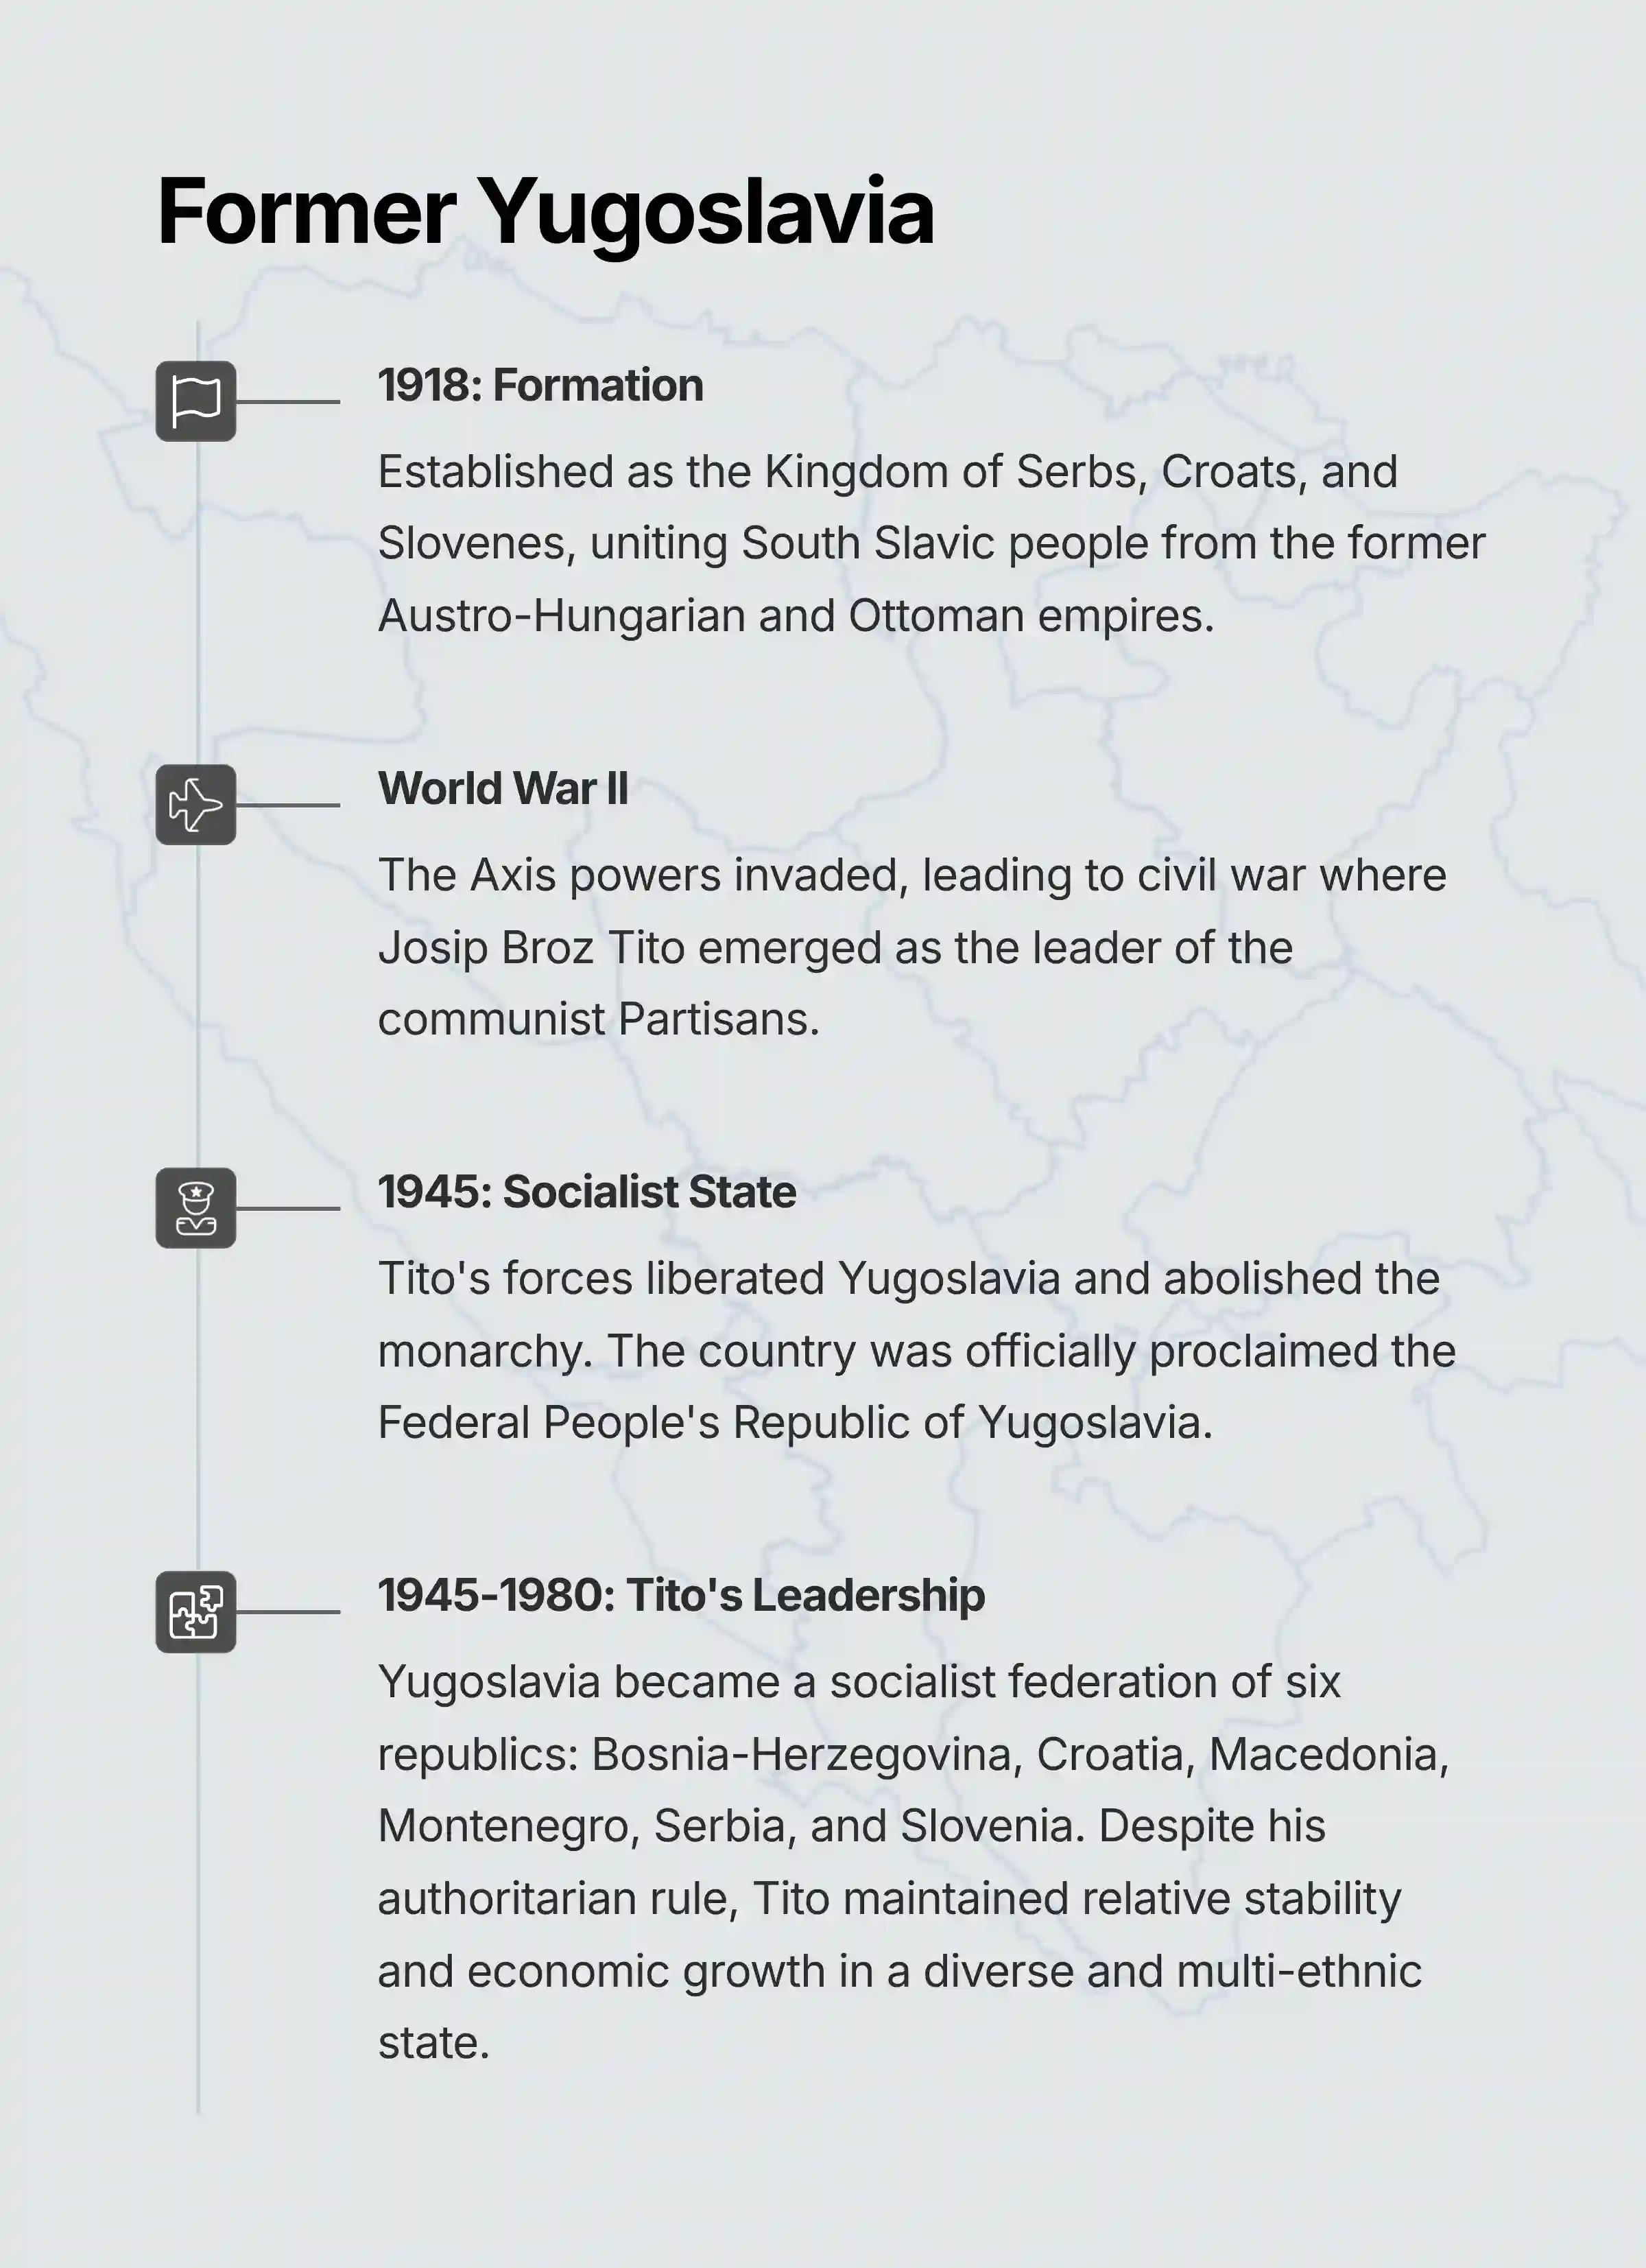 Former Yugoslavia
1918: Formation
Established as the Kingdom of Serbs, Croats, and
Slovenes, uniting South Slavic people from the former
Austro-Hungarian and Ottoman empires.
World War II
The Axis powers invaded, leading to civil war where
Josip Broz Tito emerged as the leader of the
communist Partisans.
1945: Socialist State
Tito's forces liberated Yugoslavia and abolished the
monarchy. The country was officially proclaimed the
Federal People's Republic of Yugoslavia.
1945-1980: Tito's Leadership
Yugoslavia became a socialist federation of six
republics: Bosnia-Herzegovina, Croatia, Macedonia,
Montenegro, Serbia, and Slovenia. Despite his
authoritarian rule, Tito maintained relative stability
and economic growth in a diverse and multi-ethnic
state.